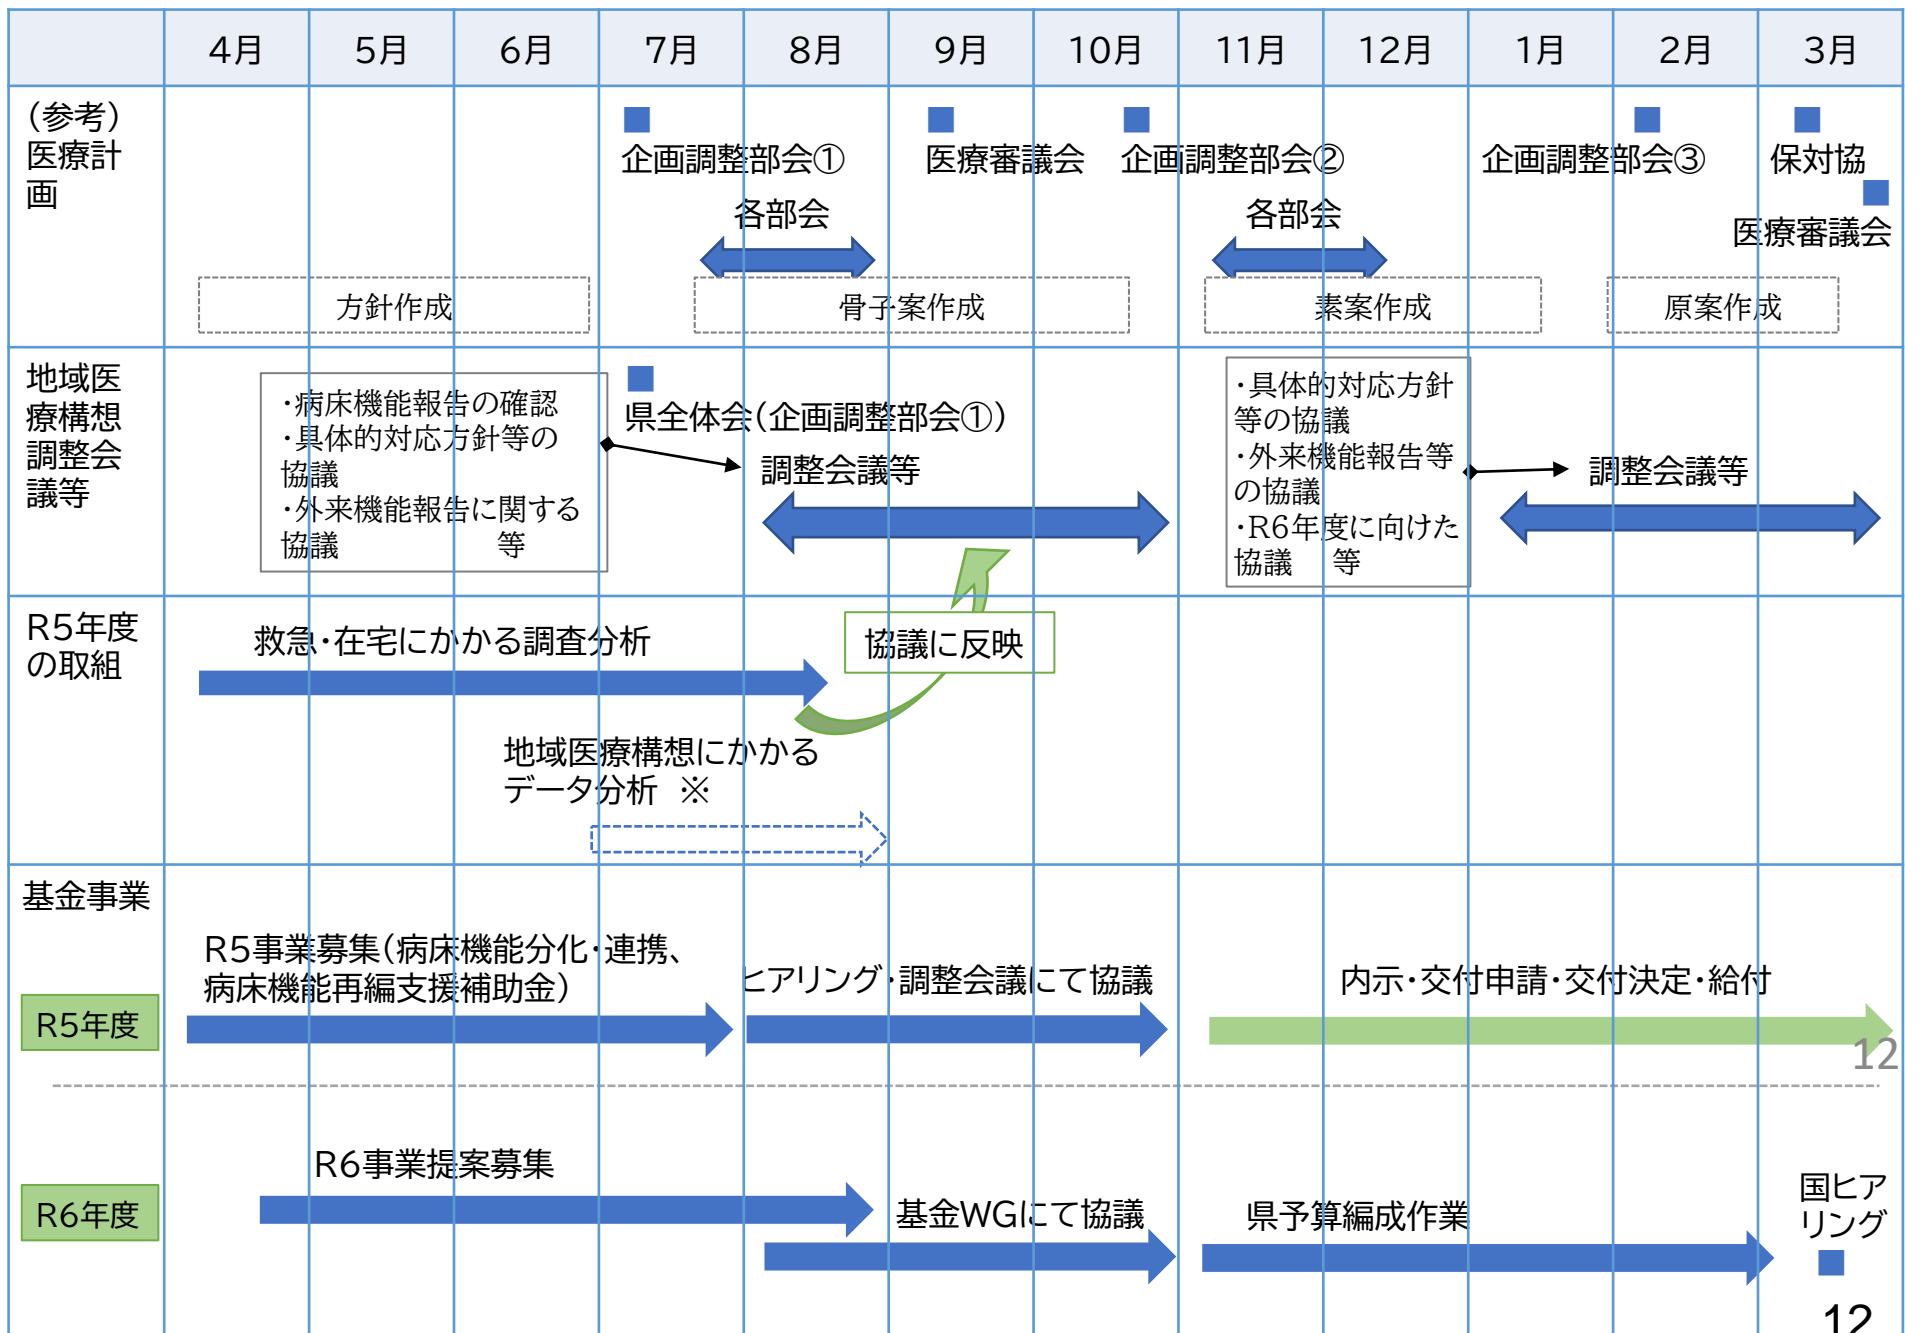 4月 5月 6月 7月 8月 9月 10月 11月 12月 1月 2月 3月
(参考)
医療計
画
企画調整部会①
医療審議会
企画調整部会②
企画調整部会③
保対協
医療審議会
各部会
各部会
方針作成
骨子案作成
素案作成
原案作成
地域医
療構想
調整会
議等
・病床機能報告の確認
・具体的対応方針等の
協議
・外来機能報告に関する
協議 等
県全体会(企画調整部会①)
調整会議等
・具体的対応方針
等の協議
・外来機能報告等
の協議
・R6年度に向けた
協議 等
調整会議等
R5年度
の取組
救急・在宅にかかる調査分析
協議に反映
地域医療構想にかかる
データ分析 ※
基金事業
R5年度
R5事業募集(病床機能分化・連携、
病床機能再編支援補助金)
ヒアリング・調整会議にて協議
内示・交付申請・交付決定・給付
12
R6年度
R6事業提案募集
基金WGにて協議
県予算編成作業
国ヒア
リング
12